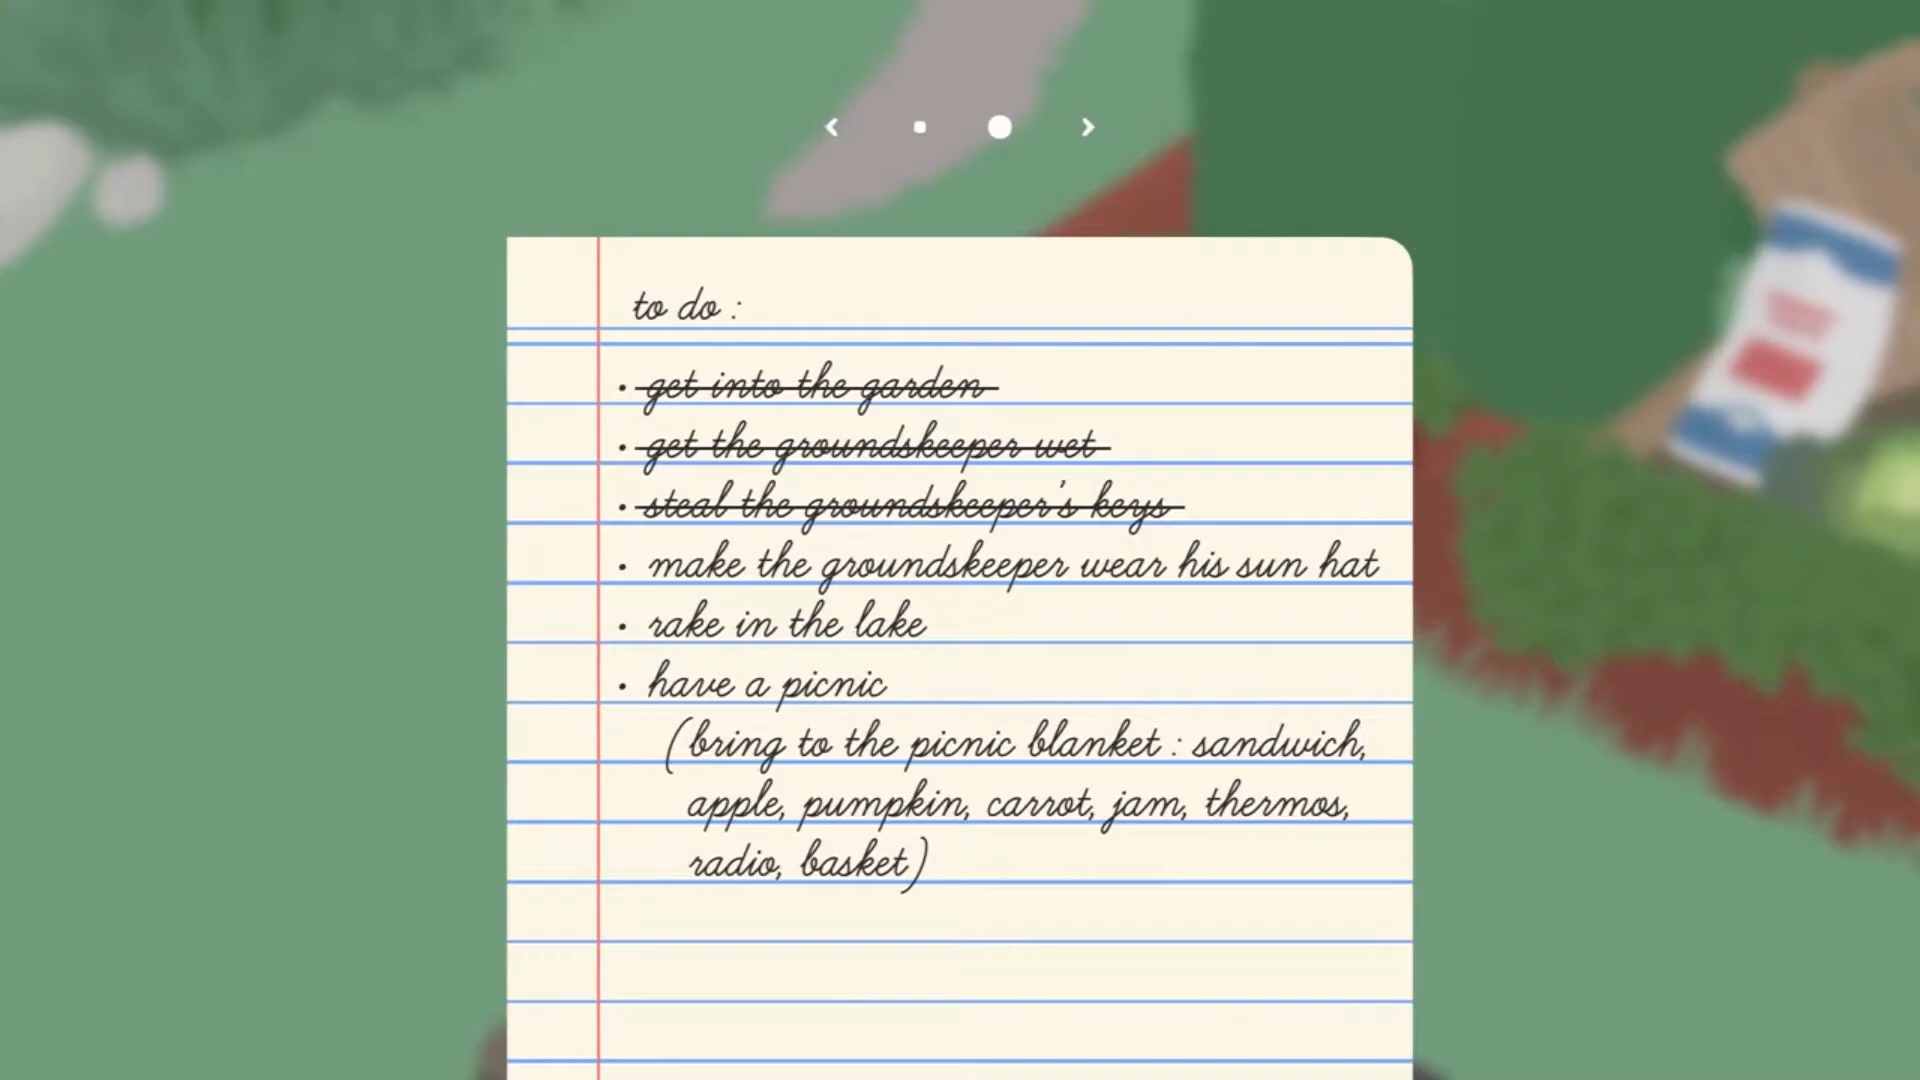 to do :
• get into the garden
• get the groundskeeper wet
• steal the groundskeeper's keys
• make the groundskeeper wear his sun hat
• rake in the lake
• have a picnic
(bring to the picnic blanket : sandwich,
apple, pumpkin, carrot, jam, thermos,
radio, basket)